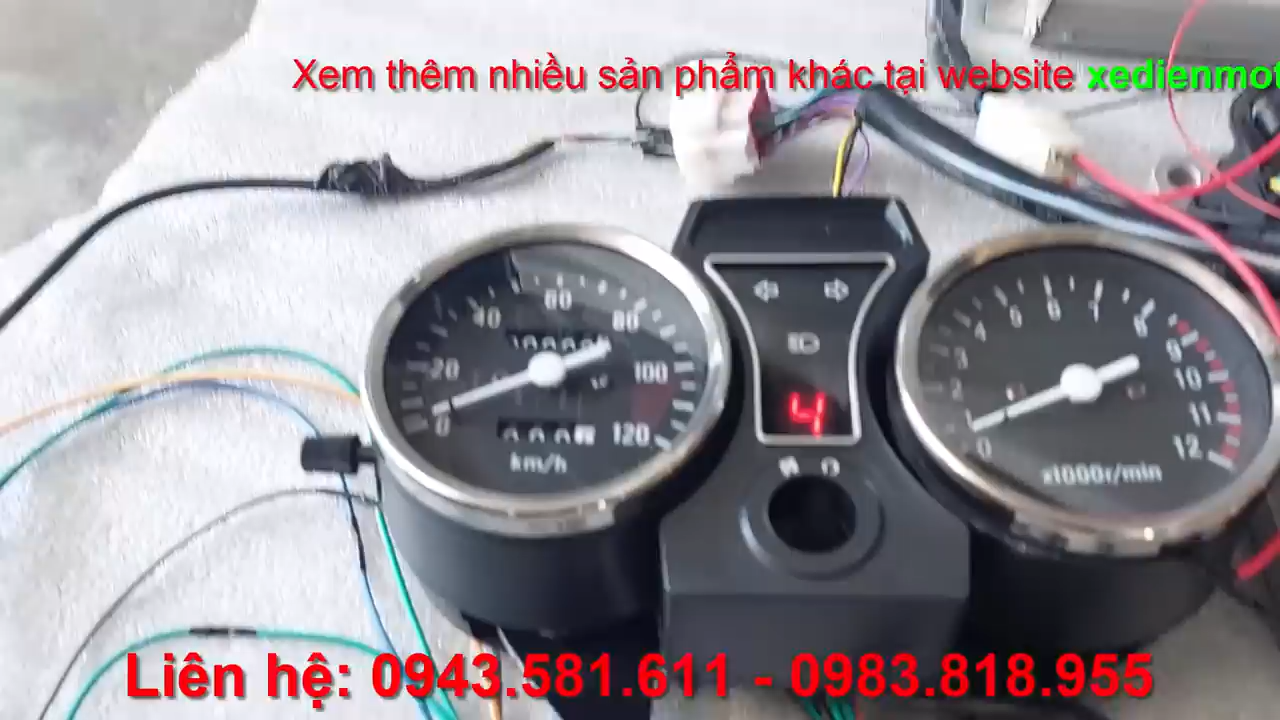 Xem thêm nhiều sản phẩm khác tại website xedienmot
20 40 60 80 100 120
0
km/h
4
0 2 3 4 5 6 7 8 9 10 11 12
x1000r/min
Liên hệ: 0943.581.611 - 0983.818.955